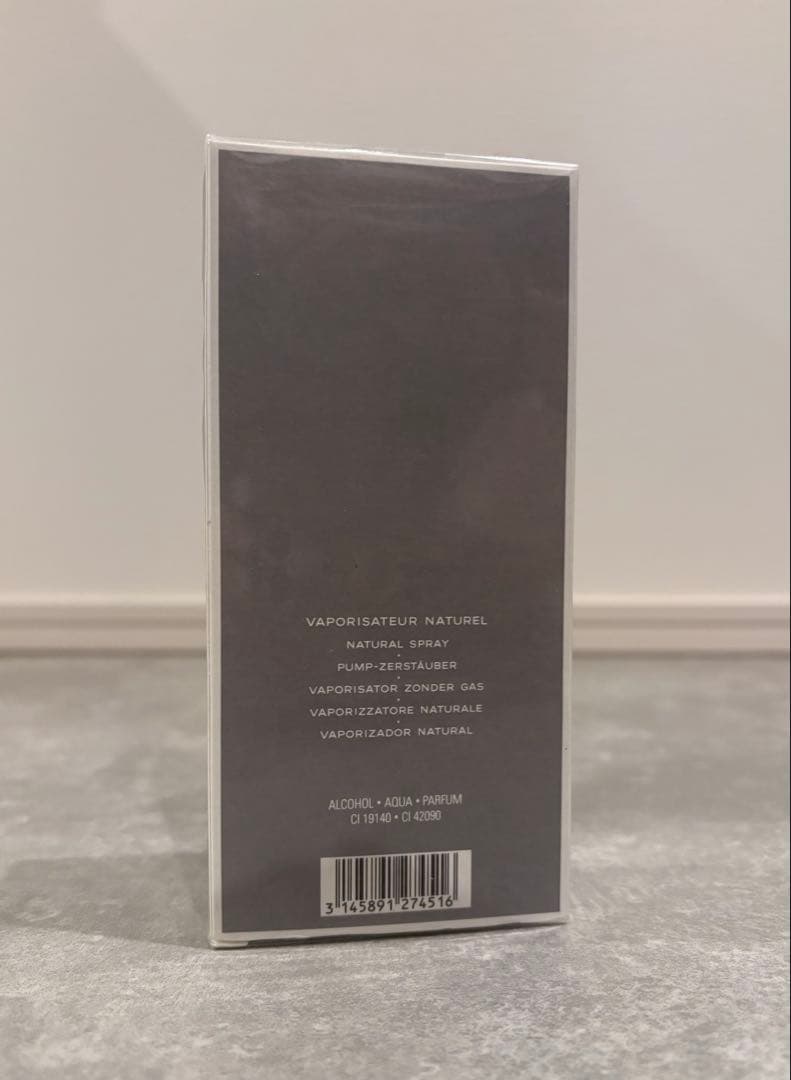 VAPORISATEUR NATUREL
NATURAL SPRAY
•
PUMP-ZERSTÄUBER
•
VAPORISATOR ZONDER GAS
•
VAPORIZZATORE NATURALE
•
VAPORIZADOR NATURAL
ALCOHOL • AQUA • PARFUM
CI 19140 • CI 42090
3 145891 274516